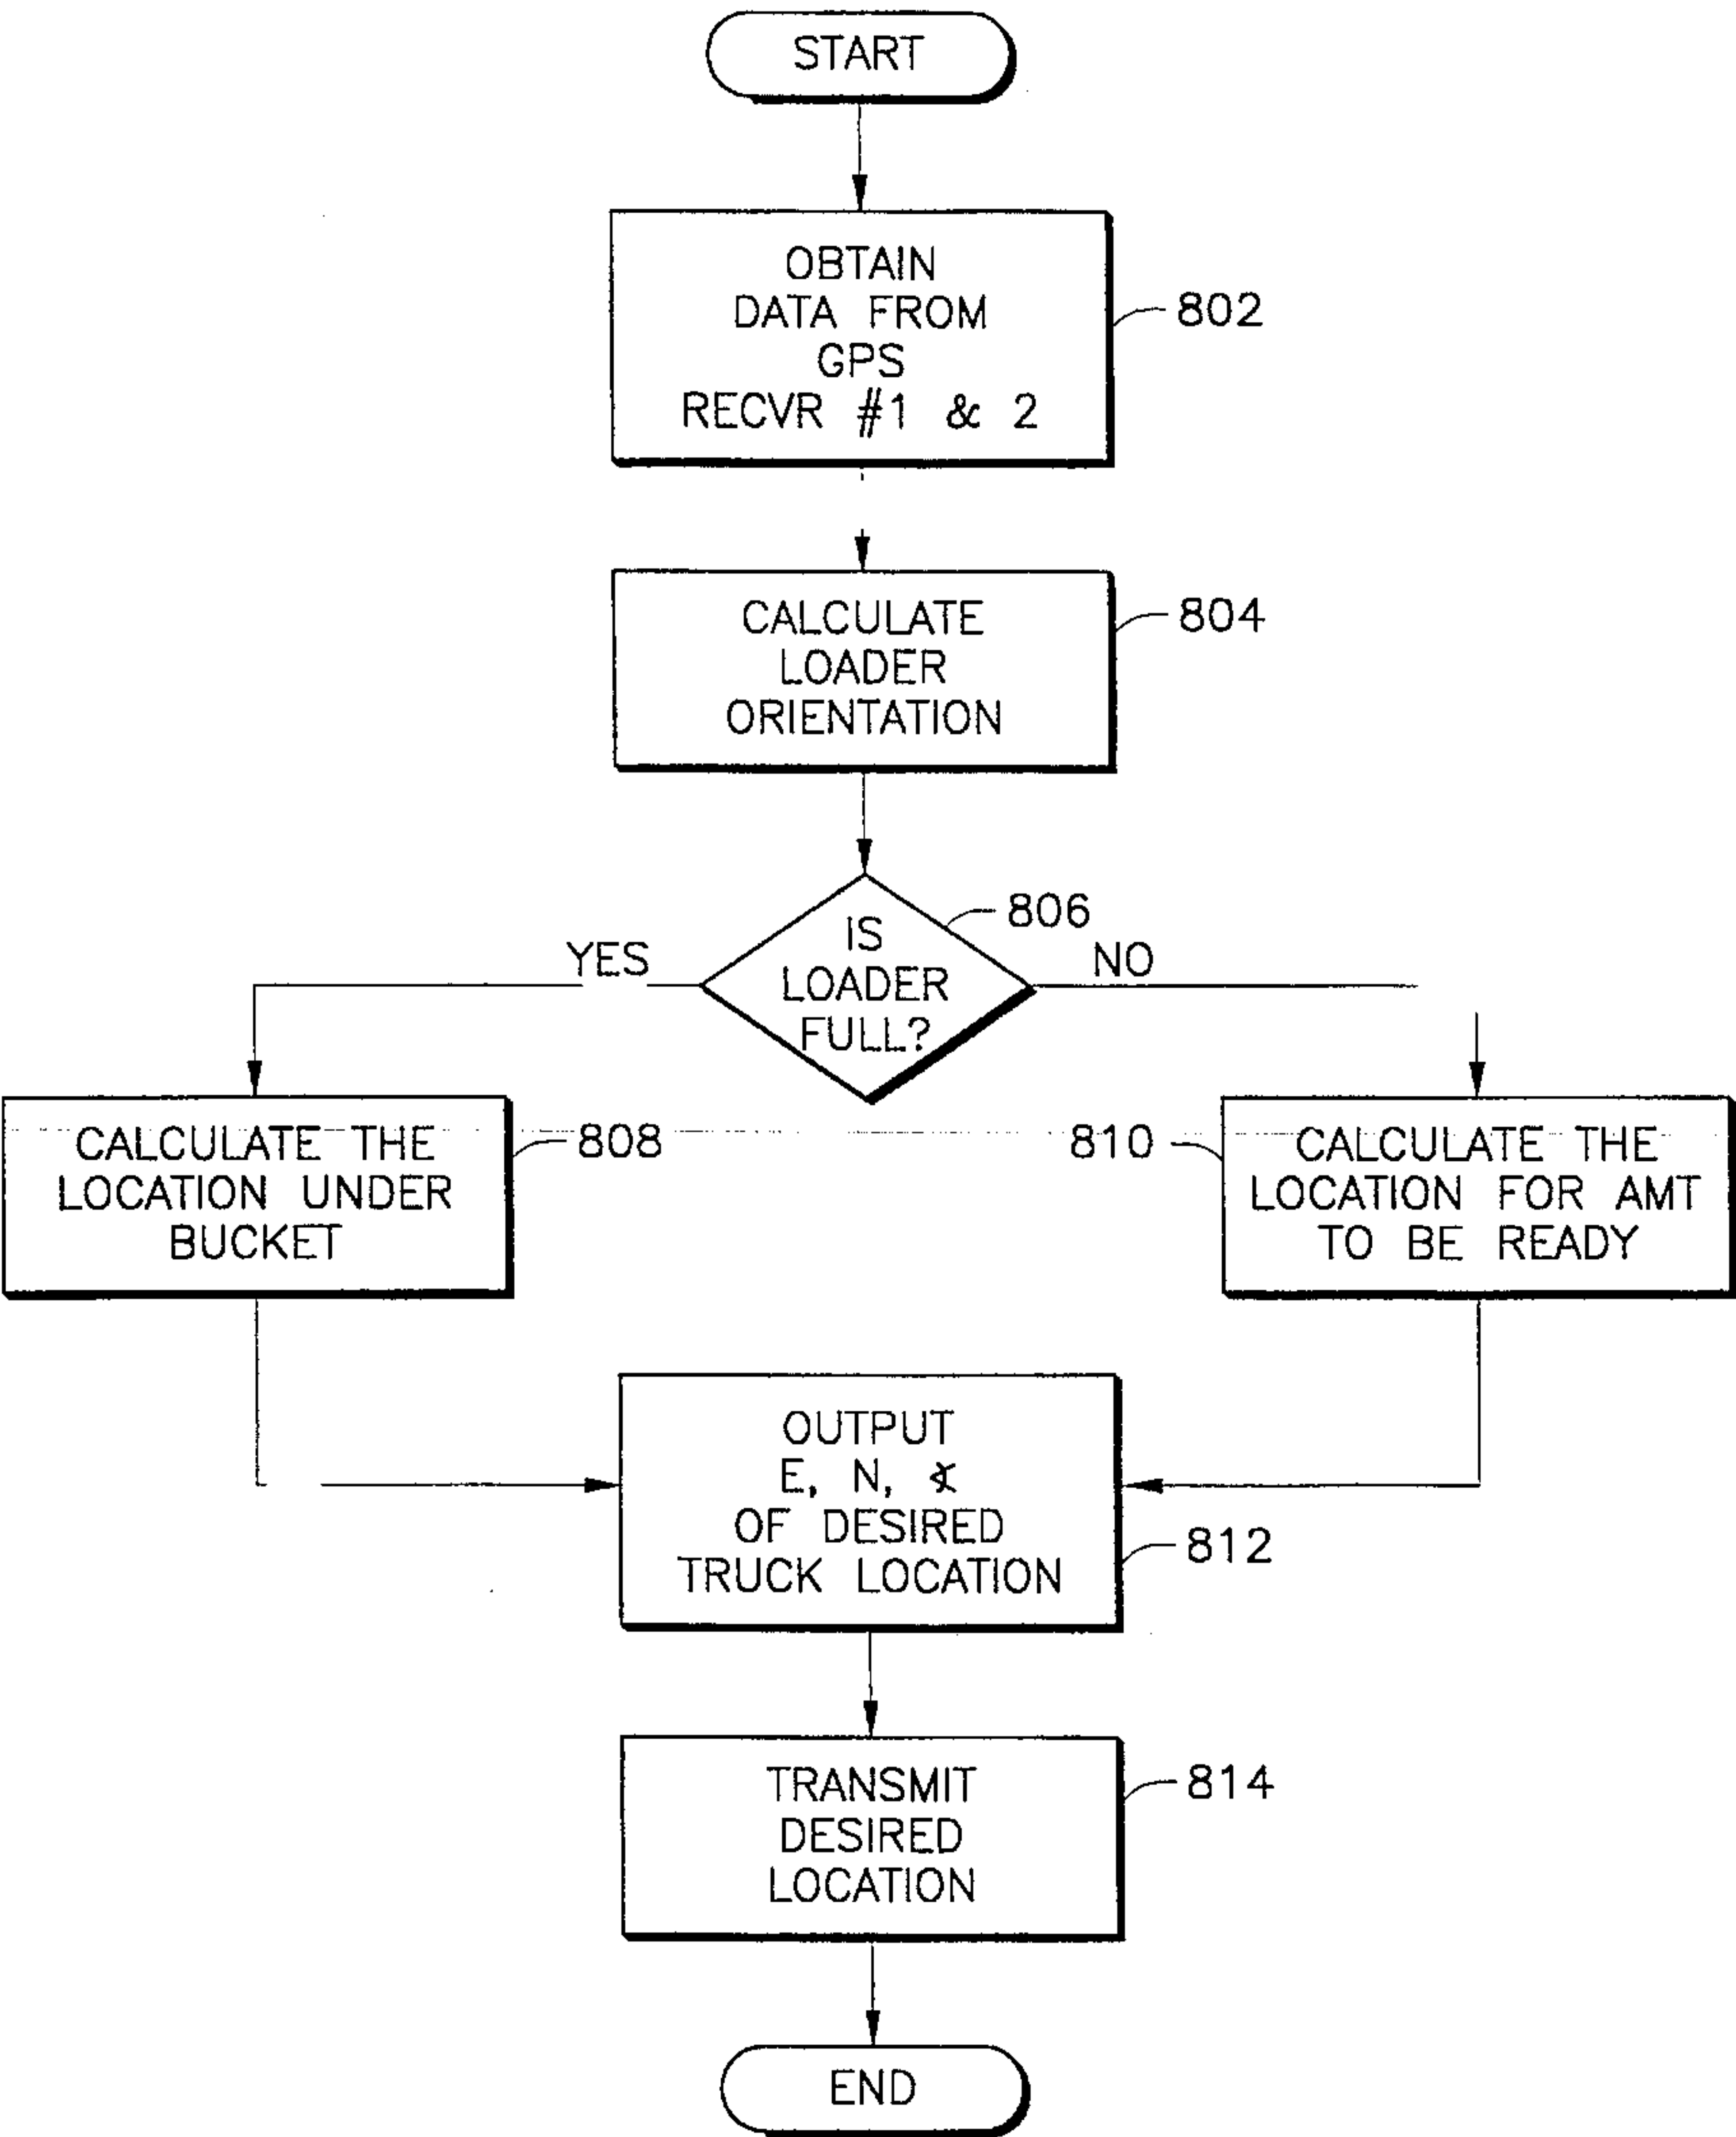 START
OBTAIN
DATA FROM
GPS
RECVR #1 & 2
802
CALCULATE
LOADER
ORIENTATION
804
IS
LOADER
FULL?
806
YES
NO
CALCULATE THE
LOCATION UNDER
BUCKET
808
810
CALCULATE THE
LOCATION FOR AMT
TO BE READY
OUTPUT
E, N, ∢
OF DESIRED
TRUCK LOCATION
812
TRANSMIT
DESIRED
LOCATION
814
END